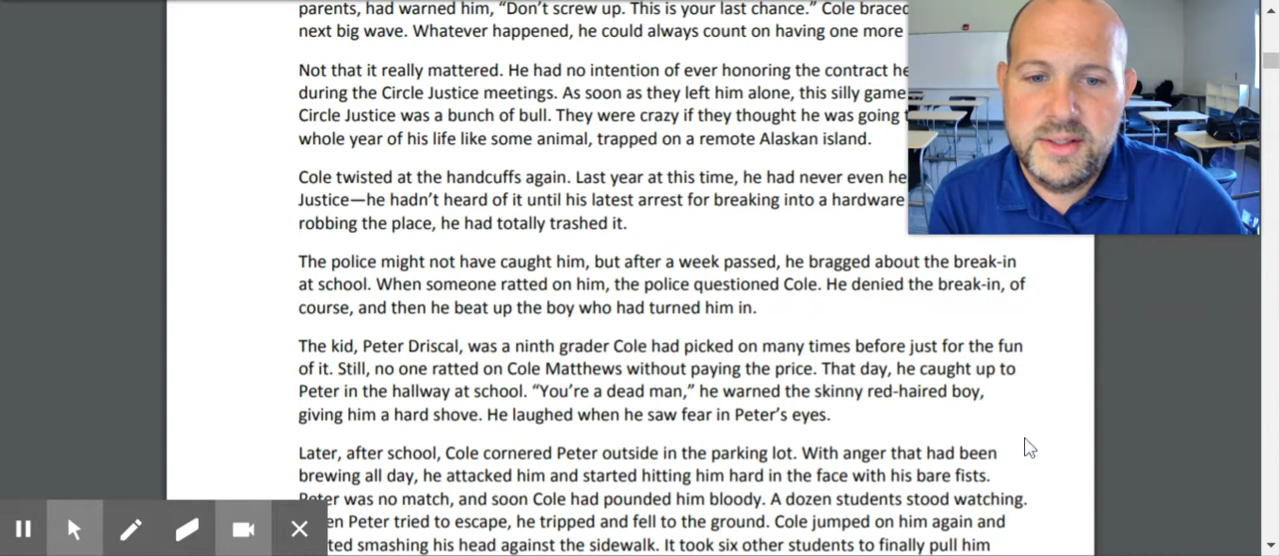 parents, had warned him, “Don’t screw up. This is your last chance.” Cole braced
next big wave. Whatever happened, he could always count on having one more
Not that it really mattered. He had no intention of ever honoring the contract he
during the Circle Justice meetings. As soon as they left him alone, this silly game
Circle Justice was a bunch of bull. They were crazy if they thought he was going
whole year of his life like some animal, trapped on a remote Alaskan island.
Cole twisted at the handcuffs again. Last year at this time, he had never even
Justice—he hadn’t heard of it until his latest arrest for breaking into a hardware
robbing the place, he had totally trashed it.
The police might not have caught him, but after a week passed, he bragged about the break-in
at school. When someone ratted on him, the police questioned Cole. He denied the break-in, of
course, and then he beat up the boy who had turned him in.
The kid, Peter Driscal, was a ninth grader Cole had picked on many times before just for the fun
of it. Still, no one ratted on Cole Matthews without paying the price. That day, he caught up to
Peter in the hallway at school. “You’re a dead man,” he warned the skinny red-haired boy,
giving him a hard shove. He laughed when he saw fear in Peter’s eyes.
Later, after school, Cole cornered Peter outside in the parking lot. With anger that had been
brewing all day, he attacked him and started hitting him hard in the face with his bare fists.
Peter was no match, and soon Cole had pounded him bloody. A dozen students stood watching.
Peter tried to escape, he tripped and fell to the ground. Cole jumped on him again and
smashing his head against the sidewalk. It took six other students to finally pull him